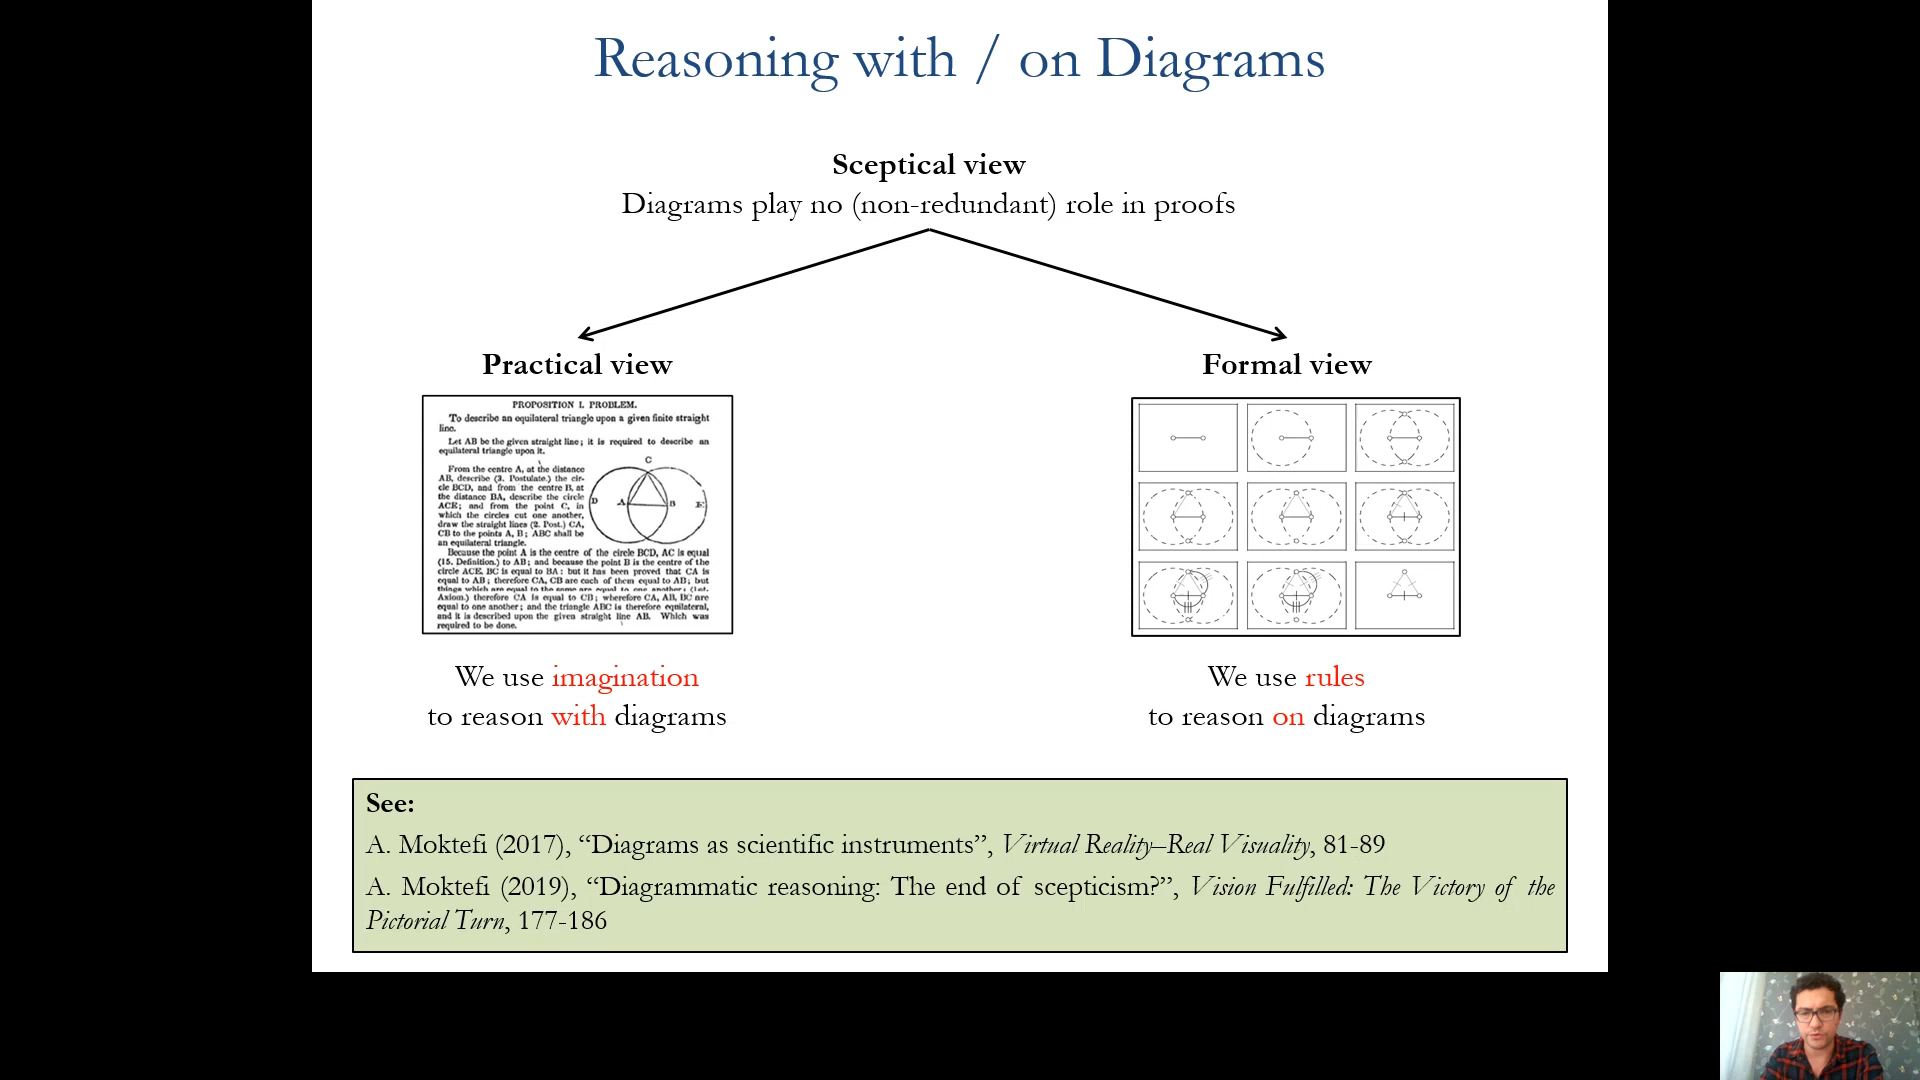 Reasoning with / on Diagrams
Sceptical view
Diagrams play no (non-redundant) role in proofs
Practical view
PROPOSITION I. PROBLEM.
To describe an equilateral triangle upon a given finite straight
line.
Let AB be the given straight line; it is required to describe an
equilateral triangle upon it.
From the centre A, at the distance
AB, describe (3. Postulate.) the cir-
cle BCD, and from the centre B, at
the distance BA, describe the circle
ACE; and from the point C, in
which the circles cut one another,
draw the straight lines (2. Post.) CA,
CB to the points A, B; ABC shall be
an equilateral triangle.
C
D
A
B
E
Because the point A is the centre of the circle BCD, AC is equal
(15. Definition.) to AB; and because the point B is the centre of the
circle ACE, BC is equal to BA: but it has been proved that CA is
equal to AB; therefore CA, CB are each of them equal to AB; but
things which are equal to the same are equal to one another; (1st.
Axiom.) therefore CA is equal to CB; wherefore CA, AB, BC are
equal to one another; and the triangle ABC is therefore equilateral,
and it is described upon the given straight line AB. Which was
required to be done.
We use imagination
to reason with diagrams
Formal view
We use rules
to reason on diagrams
See:
A. Moktefi (2017), “Diagrams as scientific instruments”, Virtual Reality–Real Visuality, 81-89
A. Moktefi (2019), “Diagrammatic reasoning: The end of scepticism?”, Vision Fulfilled: The Victory of the
Pictorial Turn, 177-186